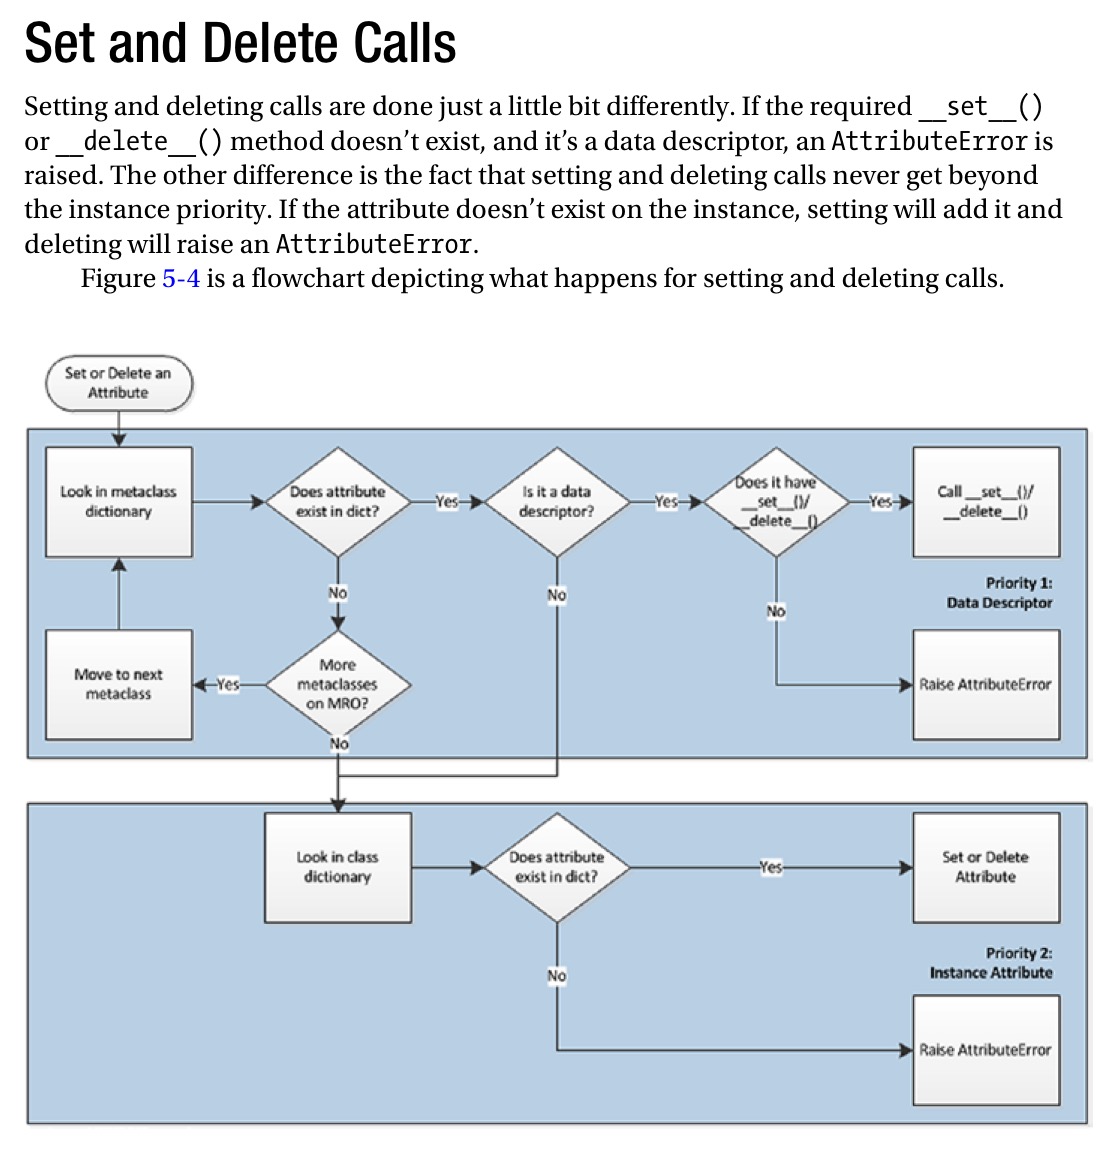 Set and Delete Calls
Setting and deleting calls are done just a little bit differently. If the required __set__()
or __delete__() method doesn’t exist, and it’s a data descriptor, an AttributeError is
raised. The other difference is the fact that setting and deleting calls never get beyond
the instance priority. If the attribute doesn’t exist on the instance, setting will add it and
deleting will raise an AttributeError.
Figure 5-4 is a flowchart depicting what happens for setting and deleting calls.
Set or Delete an
Attribute
Look in metaclass
dictionary
Does attribute
exist in dict?
Yes
Is it a data
descriptor?
Yes
Does it have
__set__()/
__delete__()
Yes
Call __set__()/
__delete__()
No
No
No
Priority 1:
Data Descriptor
Move to next
metaclass
Yes
More
metaclasses
on MRO?
Raise AttributeError
No
Look in class
dictionary
Does attribute
exist in dict?
Yes
Set or Delete
Attribute
No
Priority 2:
Instance Attribute
Raise AttributeError